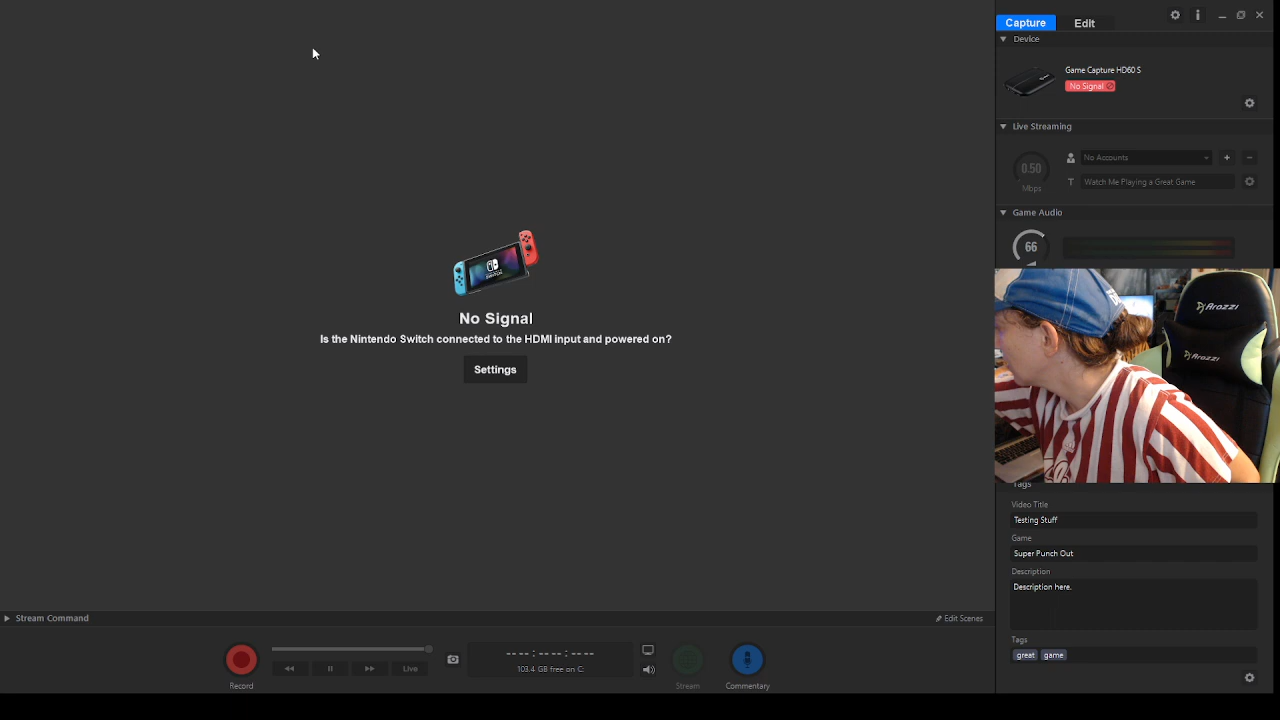 Capture
Edit
Device
Game Capture HD60 S
No Signal
Live Streaming
0.50
Mbps
No Accounts
T
Watch Me Playing a Great Game
Game Audio
66
No Signal
Is the Nintendo Switch connected to the HDMI input and powered on?
Settings
Arozzi
Arozzi
Tags
Video Title
Testing Stuff
Game
Super Punch Out
Description
Description here.
Tags
great game
Stream Command
Edit Scenes
Live
-- -- : -- -- : -- --
103.4 GB free on C:
Record
Stream
Commentary